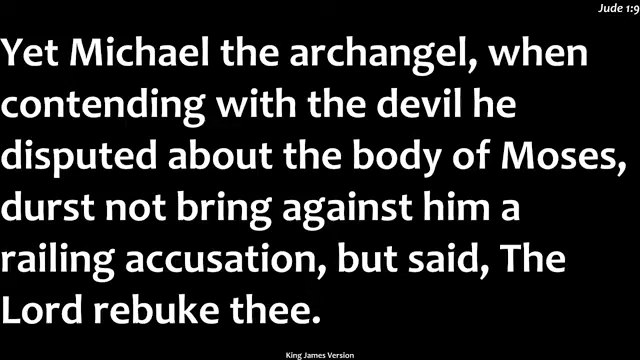 Jude 1:9
Yet Michael the archangel, when
contending with the devil he
disputed about the body of Moses,
durst not bring against him a
railing accusation, but said, The
Lord rebuke thee.
King James Version